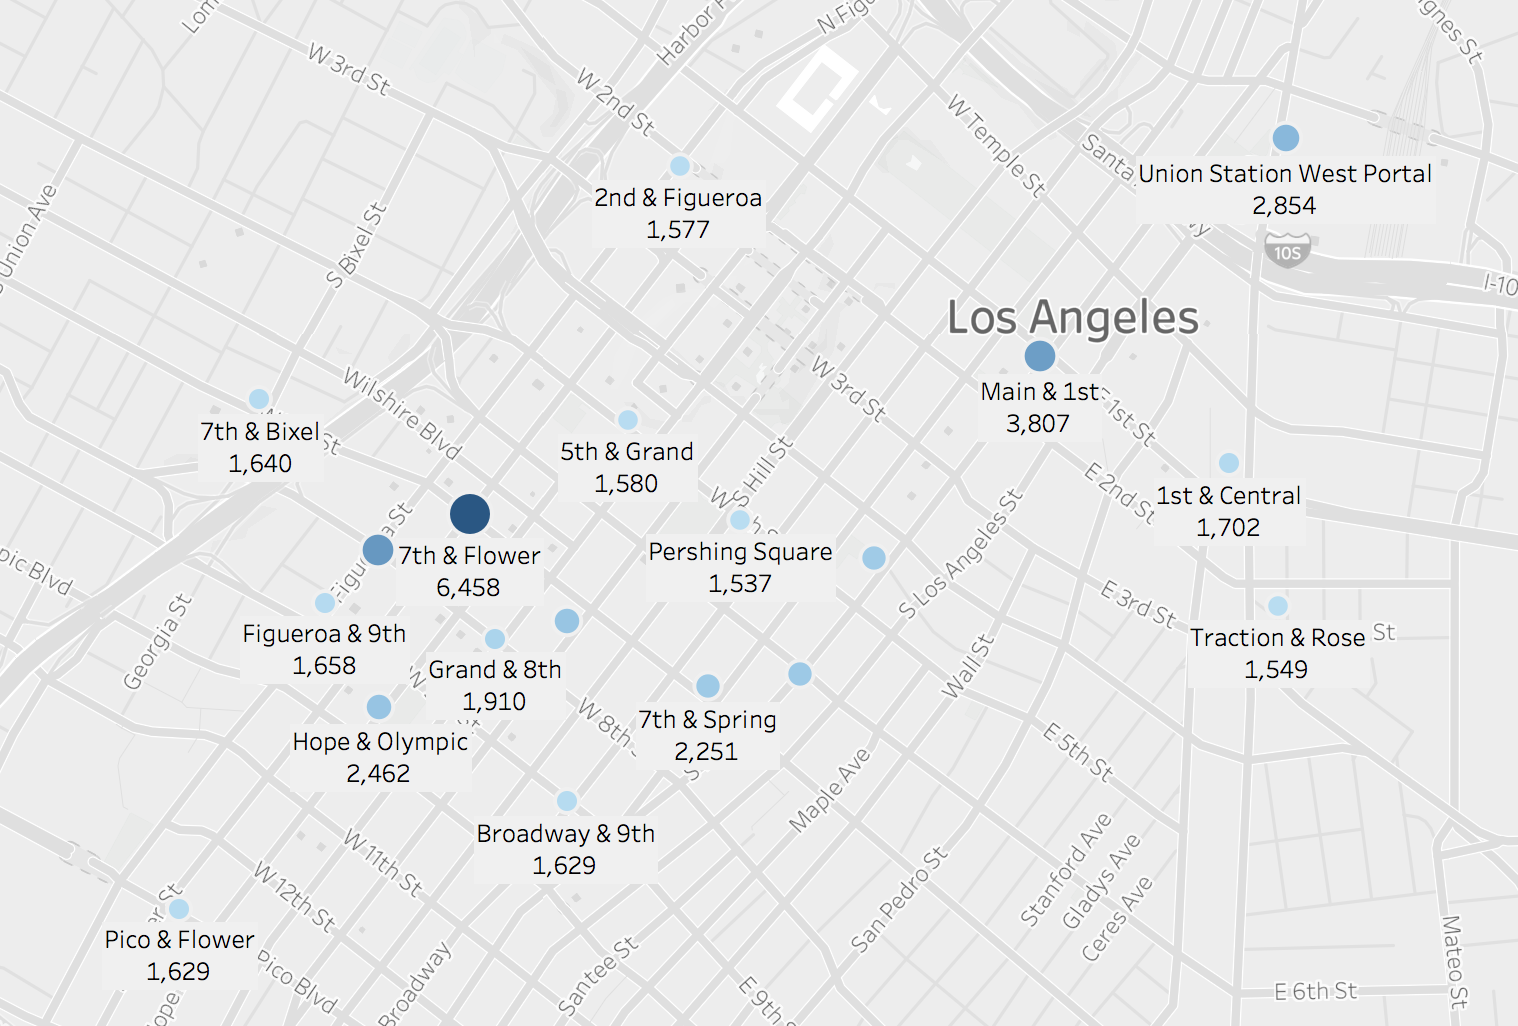 W 3rd St
Harbor
N Figu
W 2nd St
W Temple St
Santa
Union Station West Portal
2,854
2nd & Figueroa
1,577
S Union Ave
S Bixel St
10S
I-10
Los Angeles
Main & 1st
3,807
E 1st St
W 3rd St
Wilshire Blvd
7th & Bixel
1,640
St
5th & Grand
1,580
S Hill St
E 2nd St
1st & Central
1,702
7th & Flower
6,458
Pershing Square
1,537
S Los Angeles St
E 3rd St
pic Blvd
Georgia St
Figueroa & 9th
1,658
Grand & 8th
1,910
Traction & Rose
1,549
St
Wall St
Hope & Olympic
2,462
W 8th
7th & Spring
2,251
E 5th St
Maple Ave
Broadway & 9th
1,629
W 11th St
W 12th St
San Pedro St
Stanford Ave
Gladys Ave
Ceres Ave
Pico & Flower
1,629
Pico Blvd
Broadway
Santee St
E 9th St
E 6th St
Mateo St